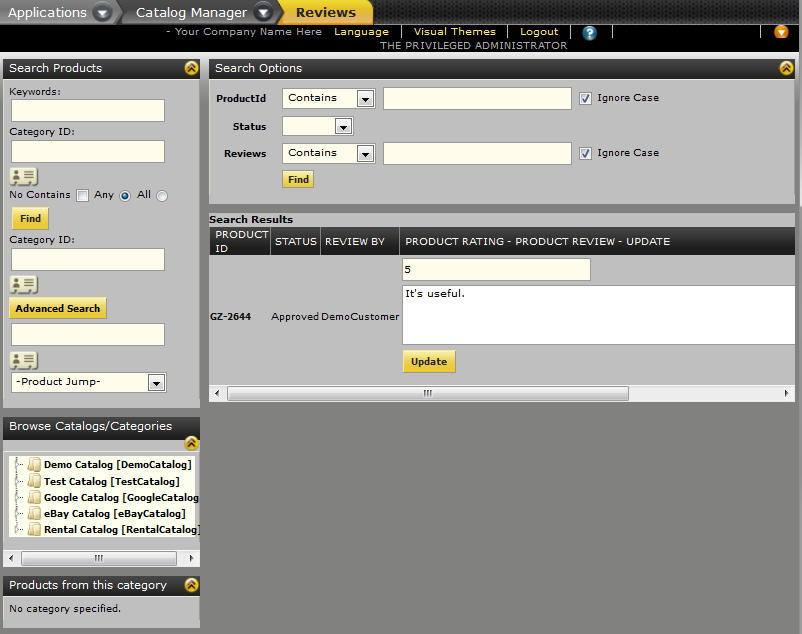 Applications Catalog Manager Reviews
- Your Company Name Here Language Visual Themes Logout ?
THE PRIVILEGED ADMINISTRATOR
Search Products
Keywords:
Category ID:
No Contains Any All
Find
Category ID:
Advanced Search
-Product Jump-
Browse Catalogs/Categories
Demo Catalog [DemoCatalog]
Test Catalog [TestCatalog]
Google Catalog [GoogleCatalog
eBay Catalog [eBayCatalog]
Rental Catalog [RentalCatalog]
Products from this category
No category specified.
Search Options
ProductId Contains Ignore Case
Status
Reviews Contains Ignore Case
Find
Search Results
PRODUCT ID STATUS REVIEW BY PRODUCT RATING - PRODUCT REVIEW - UPDATE
5
It's useful.
GZ-2644 Approved DemoCustomer
Update